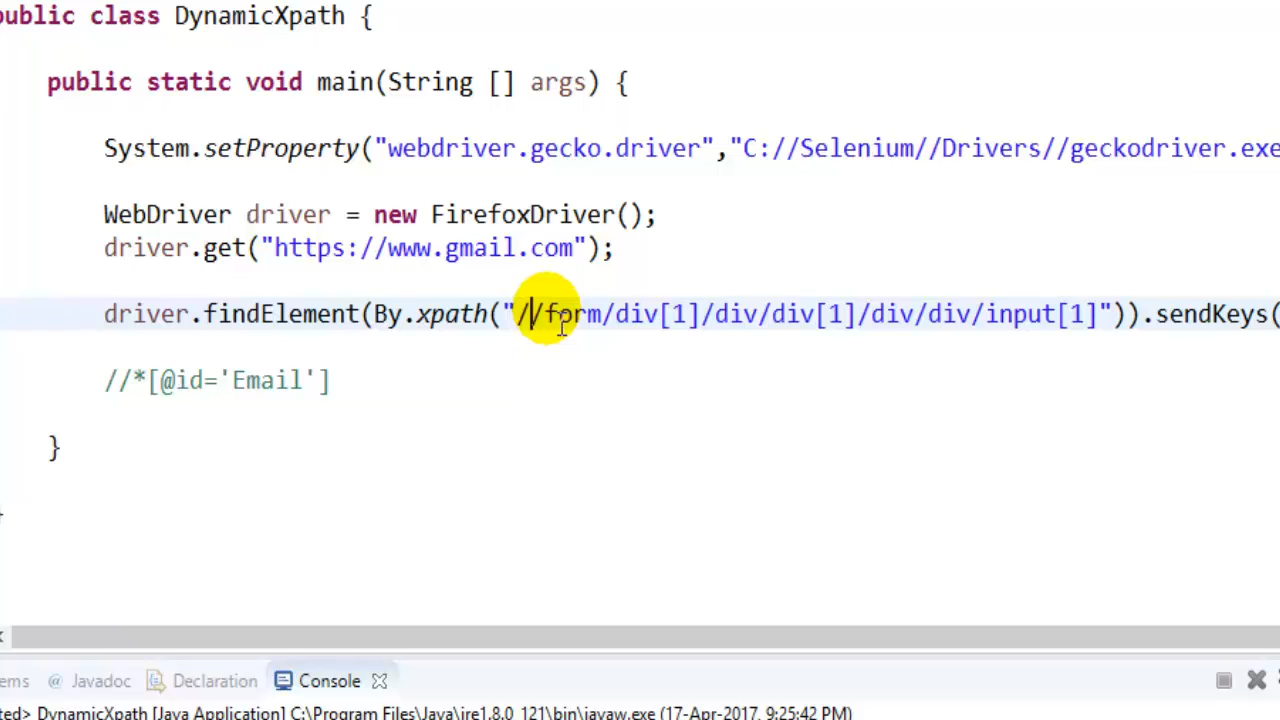 public class DynamicXpath {
public static void main(String [] args) {
System.setProperty("webdriver.gecko.driver","C://Selenium//Drivers//geckodriver.exe
WebDriver driver = new FirefoxDriver();
driver.get("https://www.gmail.com");
driver.findElement(By.xpath("//form/div[1]/div/div[1]/div/div/input[1]")).sendKeys(
//*[@id='Email']
}
ems @ Javadoc Declaration Console
ted> DynamicXpath [Java Application] C:\Program Files\Java\jre1.8.0_121\bin\javaw.exe (17-Apr-2017, 9:25:42 PM)